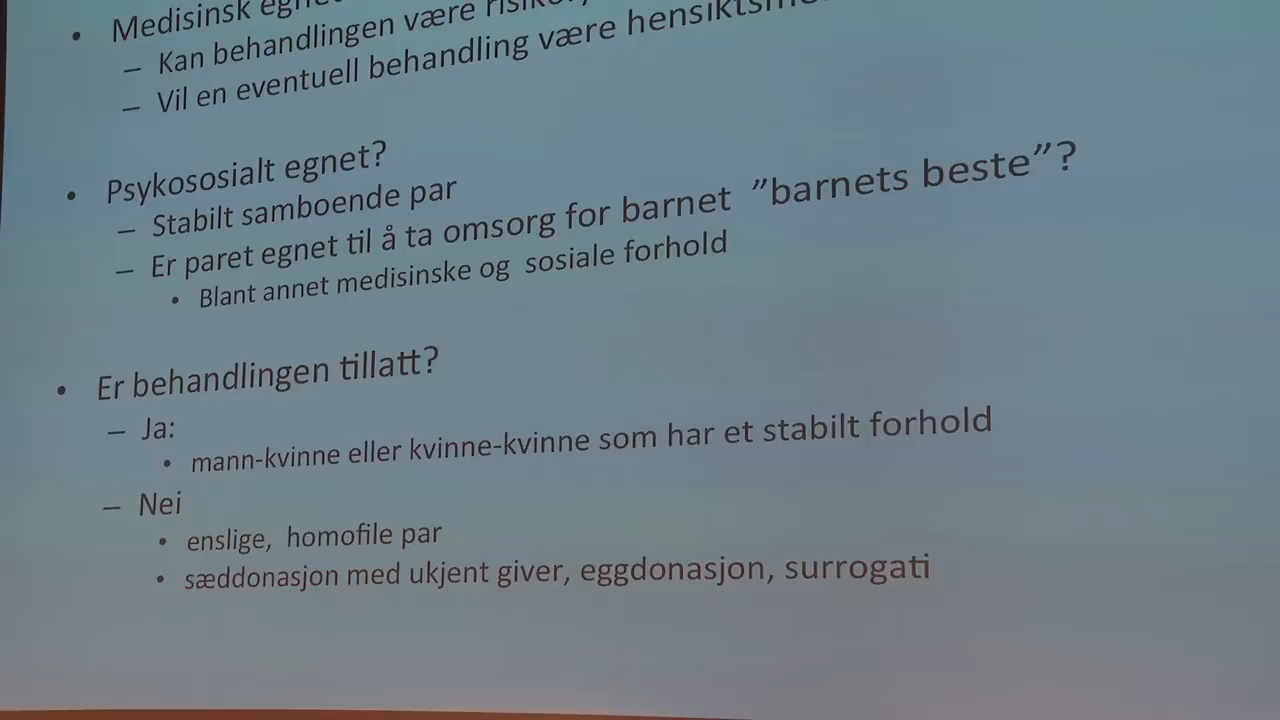 • Medisinsk
– Kan behandlingen være
– Vil en eventuell behandling være
• Psykososialt egnet?
– Stabilt samboende par
– Er paret egnet til å ta omsorg for barnet ”barnets beste”?
• Blant annet medisinske og sosiale forhold
• Er behandlingen tillatt?
– Ja:
• mann-kvinne eller kvinne-kvinne som har et stabilt forhold
– Nei
• enslige, homofile par
• sæddonasjon med ukjent giver, eggdonasjon, surrogati